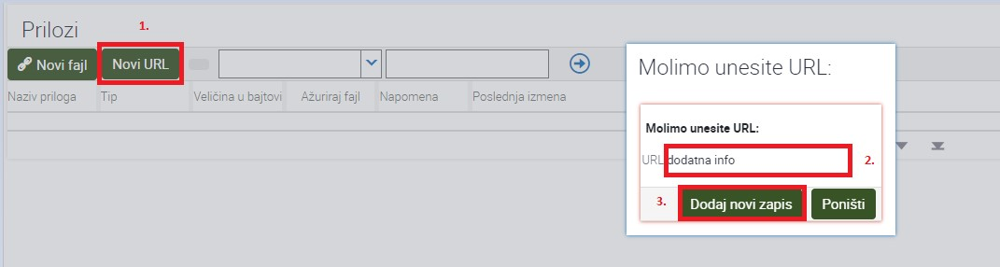 Prilozi
1.
Novi fajl
Novi URL
Naziv priloga
Tip
Veličina u bajtovi
Ažuriraj fajl
Napomena
Poslednja izmena
Molimo unesite URL:
Molimo unesite URL:
URL dodatna info
2.
3.
Dodaj novi zapis
Poništi